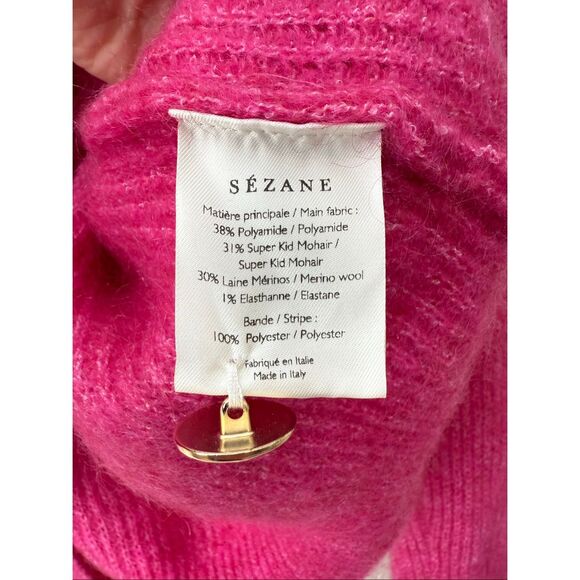 SÉZANE
Matière principale / Main fabric :
38% Polyamide / Polyamide
31% Super Kid Mohair /
Super Kid Mohair
30% Laine Mérinos / Merino wool
1% Elasthanne / Elastane
Bande / Stripe :
100% Polyester / Polyester
Fabriqué en Italie
Made in Italy